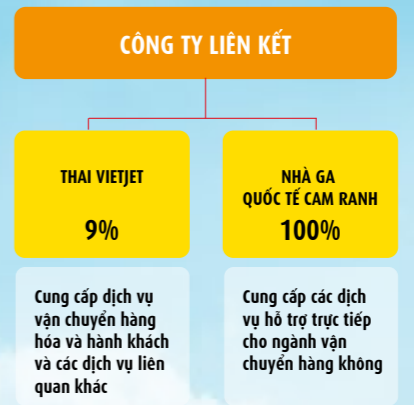 CÔNG TY LIÊN KẾT
THAI VIETJET
9%
NHÀ GA
QUỐC TẾ CAM RANH
100%
Cung cấp dịch vụ
vận chuyển hàng
hóa và hành khách
và các dịch vụ liên
quan khác
Cung cấp các dịch
vụ hỗ trợ trực tiếp
cho ngành vận
chuyển hàng không